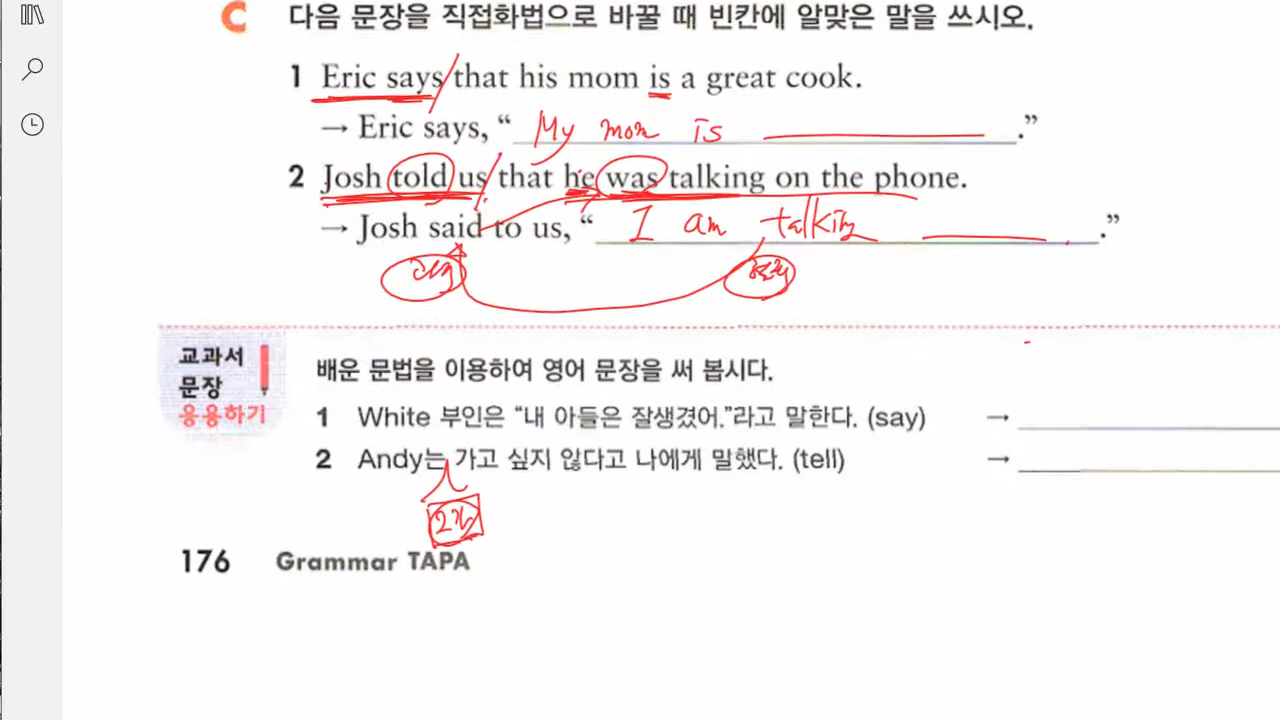 C 다음 문장을 직접화법으로 바꿀 때 빈칸에 알맞은 말을 쓰시오.
1 Eric says that his mom is a great cook.
→ Eric says, “ My mom is .”
2 Josh told us that he was talking on the phone.
→ Josh said to us, “ I am talking .”
교과서
문장
응용하기
배운 문법을 이용하여 영어 문장을 써 봅시다.
1 White 부인은 “내 아들은 잘생겼어.”라고 말한다. (say) →
2 Andy는 가고 싶지 않다고 나에게 말했다. (tell) →
176 Grammar TAPA